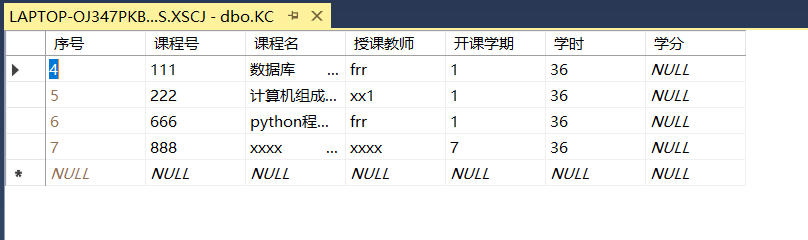 LAPTOP-OJ347PKB...S.XSCJ - dbo.KC
序号 课程号 课程名 授课教师 开课学期 学时 学分
4 111 数据库 ... frr 1 36 NULL
5 222 计算机组成... xx1 1 36 NULL
6 666 python程... frr 1 36 NULL
7 888 xxxx ... xxxx 7 36 NULL
* NULL NULL NULL NULL NULL NULL NULL